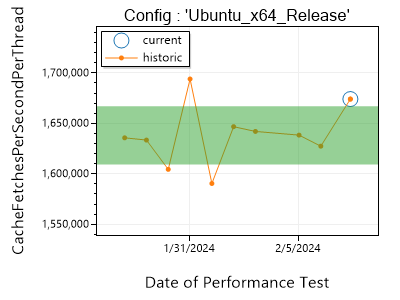 Config : 'Ubuntu_x64_Release'
current
historic
CacheFetchesPerSecondPerThread
1,700,000
1,650,000
1,600,000
1,550,000
1/31/2024
2/5/2024
Date of Performance Test